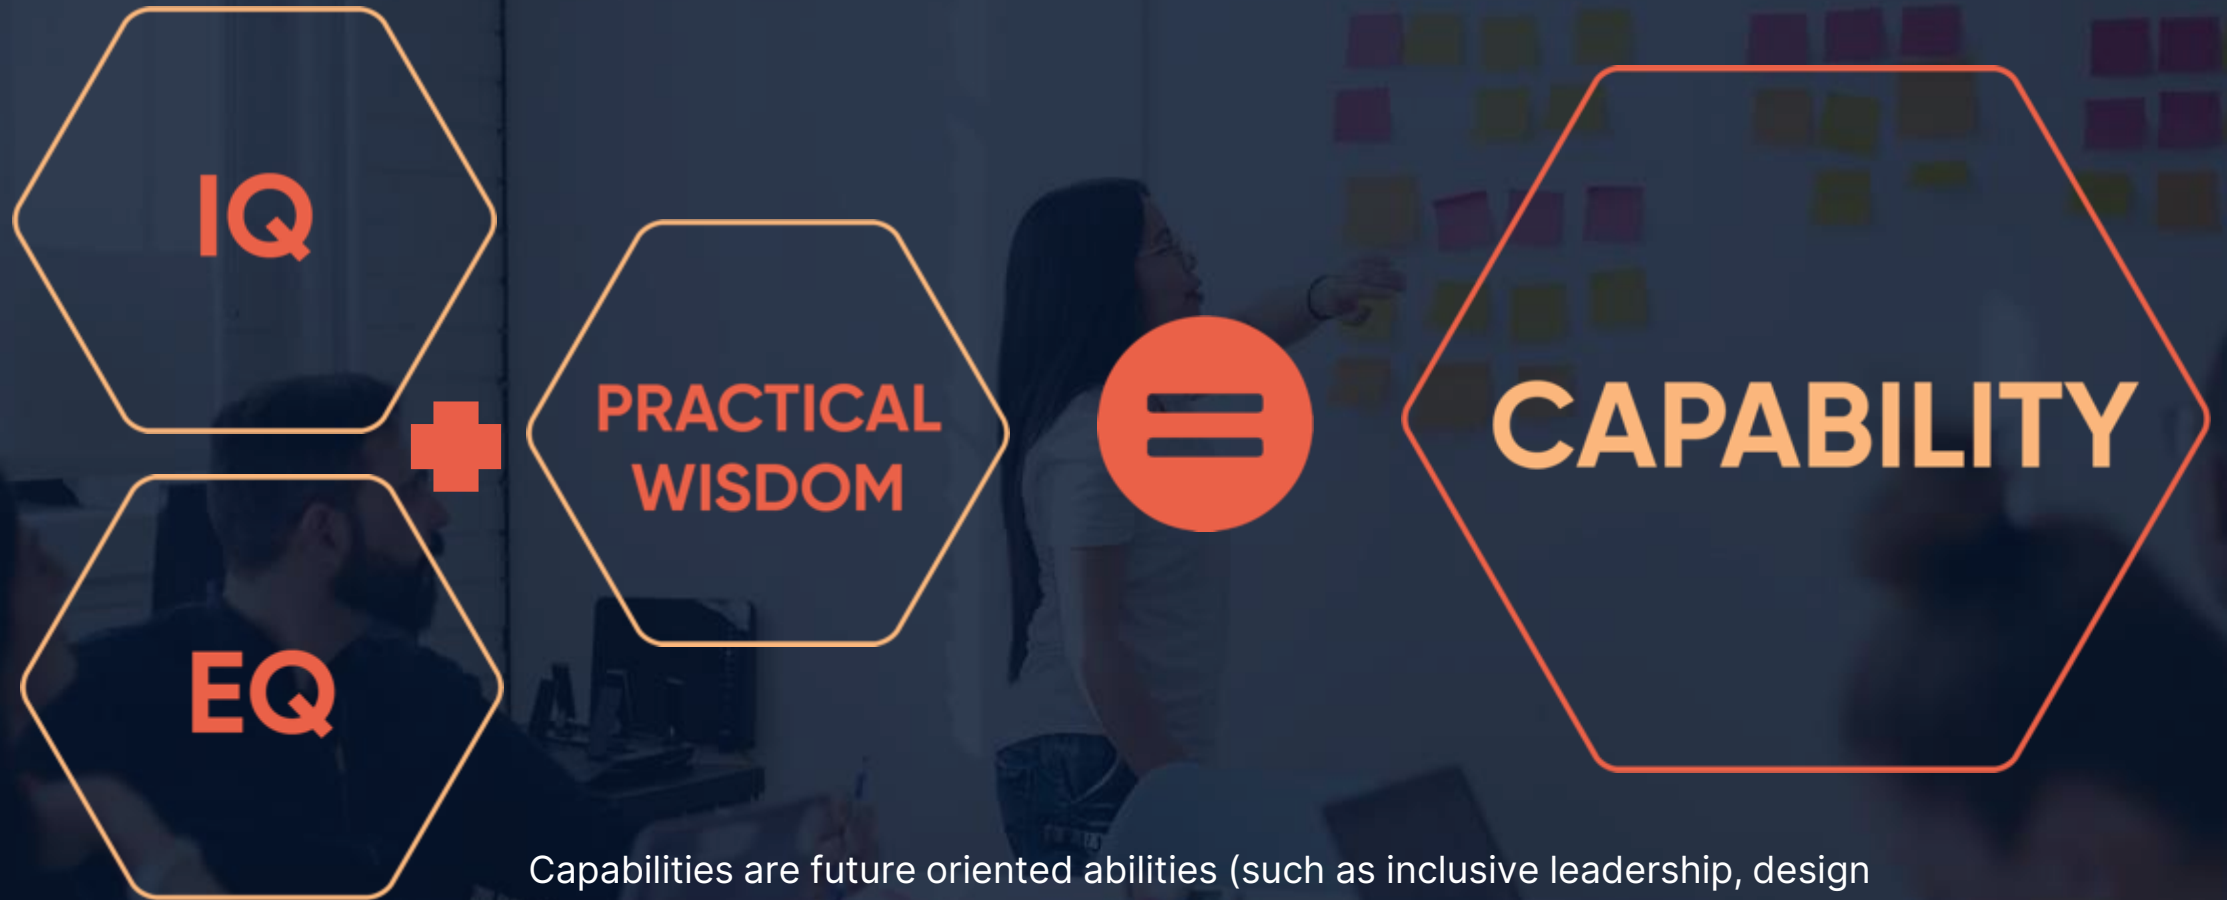 IQ
EQ
PRACTICAL
WISDOM
CAPABILITY
Capabilities are future oriented abilities (such as inclusive leadership, design